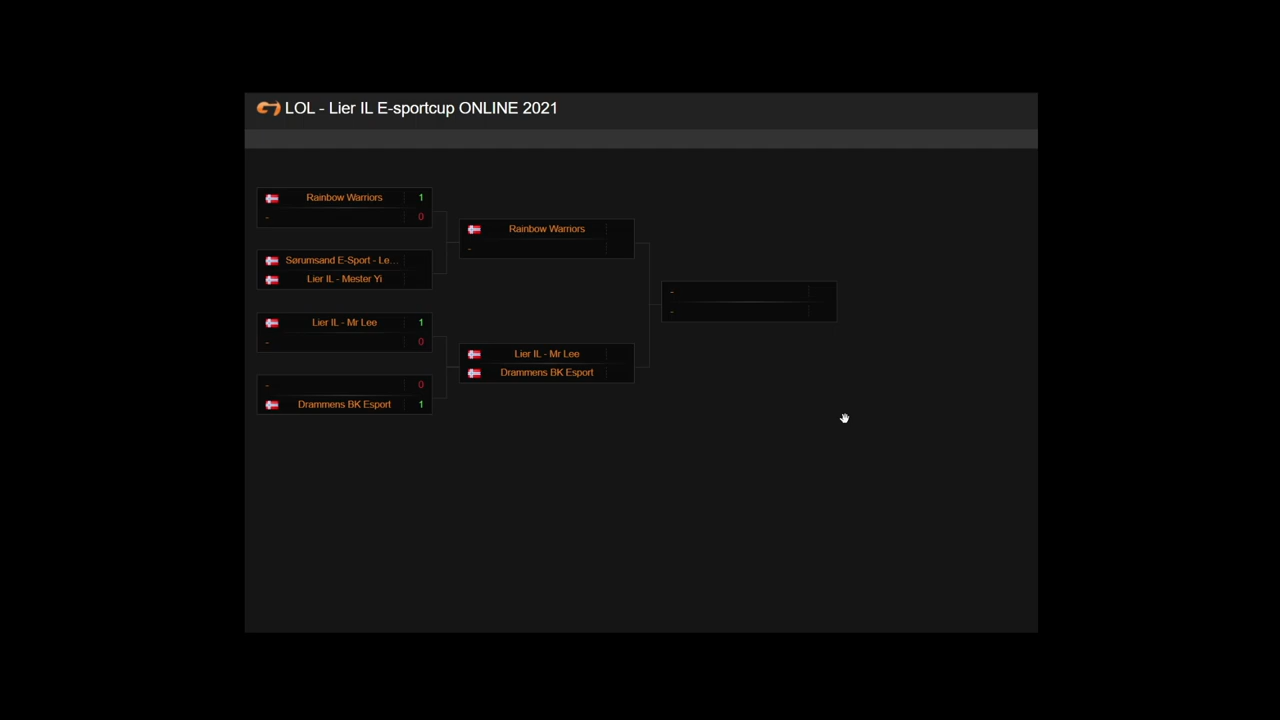 LOL - Lier IL E-sportcup ONLINE 2021
Rainbow Warriors 1
- 0
Sørumsand E-Sport - Le...
Lier IL - Mester Yi
Lier IL - Mr Lee 1
- 0
- 0
Drammens BK Esport 1
Rainbow Warriors
-
Lier IL - Mr Lee
Drammens BK Esport
-
-